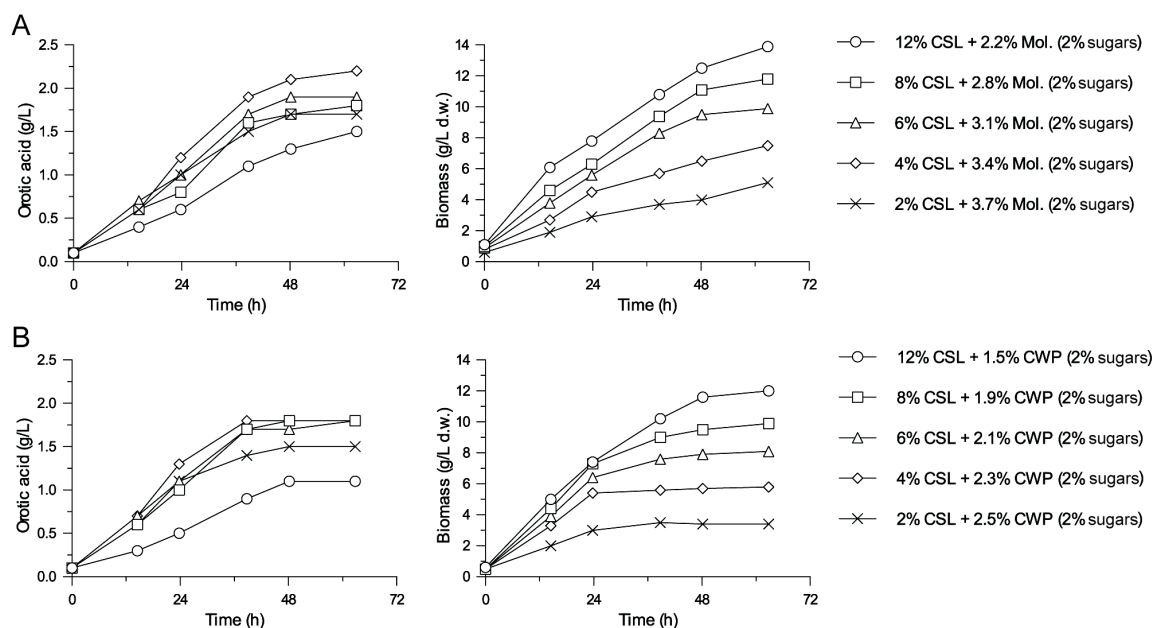 A
Orotic acid (g/L)
2.5
2.0
1.5
1.0
0.5
0.0
0 24 48 72
Time (h)
Biomass (g/L d.w.)
14
12
10
8
6
4
2
0
0 24 48 72
Time (h)
12% CSL + 2.2% Mol. (2% sugars)
8% CSL + 2.8% Mol. (2% sugars)
6% CSL + 3.1% Mol. (2% sugars)
4% CSL + 3.4% Mol. (2% sugars)
2% CSL + 3.7% Mol. (2% sugars)
B
Orotic acid (g/L)
2.5
2.0
1.5
1.0
0.5
0.0
0 24 48 72
Time (h)
Biomass (g/L d.w.)
14
12
10
8
6
4
2
0
0 24 48 72
Time (h)
12% CSL + 1.5% CWP (2% sugars)
8% CSL + 1.9% CWP (2% sugars)
6% CSL + 2.1% CWP (2% sugars)
4% CSL + 2.3% CWP (2% sugars)
2% CSL + 2.5% CWP (2% sugars)